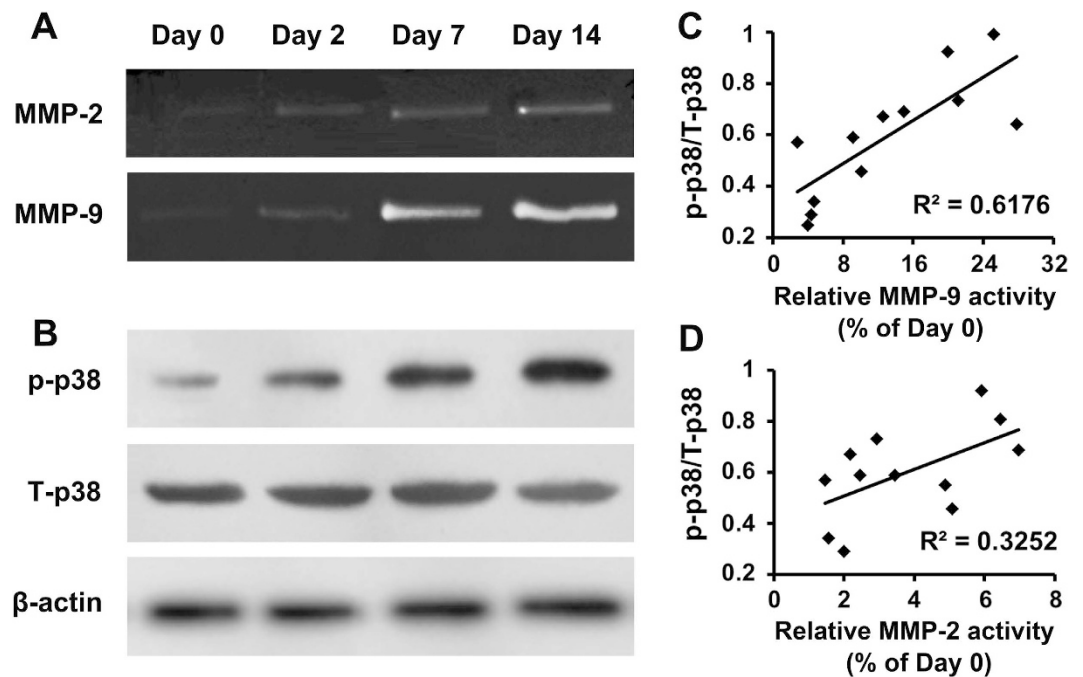 A
Day 0 Day 2 Day 7 Day 14
MMP-2
MMP-9
B
p-p38
T-p38
β-actin
C
p-p38/T-p38
1
0.8
0.6
0.4
0.2
R² = 0.6176
0 8 16 24 32
Relative MMP-9 activity
(% of Day 0)
D
p-p38/T-p38
1
0.8
0.6
0.4
0.2
R² = 0.3252
0 2 4 6 8
Relative MMP-2 activity
(% of Day 0)